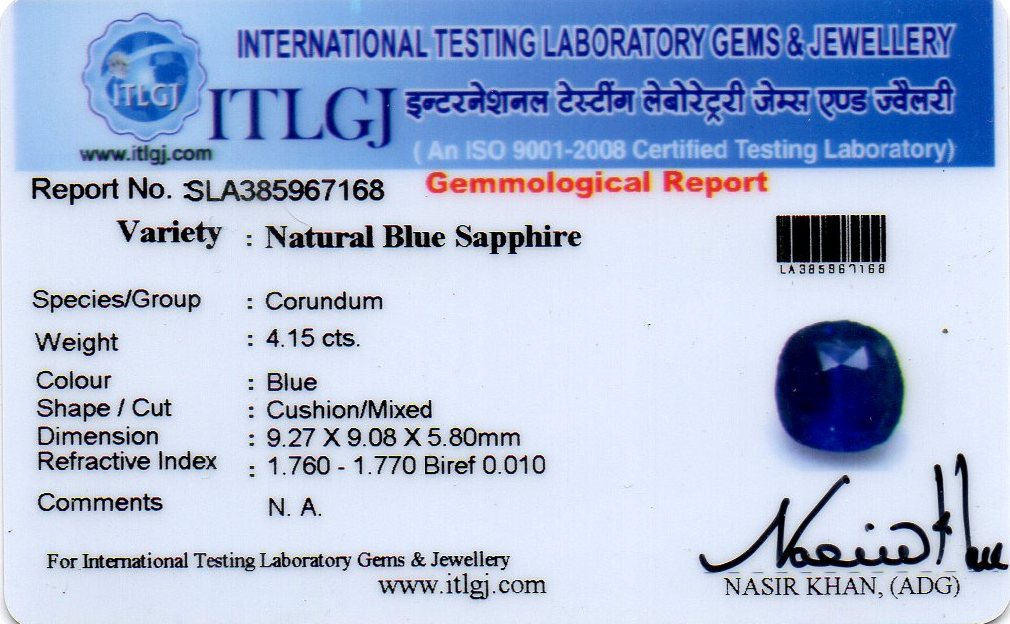 INTERNATIONAL TESTING LABORATORY GEMS & JEWELLERY
ITLGJ
ITLGJ इन्टरनेशनल टेस्टींग लेबोरेट्ररी जेम्स एण्ड ज्वैलरी
www.itlgj.com
( An ISO 9001-2008 Certified Testing Laboratory)
Report No. :SLA385967168
Gemmological Report
Variety : Natural Blue Sapphire
LA385967168
Species/Group : Corundum
Weight : 4.15 cts.
Colour : Blue
Shape / Cut : Cushion/Mixed
Dimension : 9.27 X 9.08 X 5.80mm
Refractive Index : 1.760 - 1.770 Biref 0.010
Comments N. A.
For International Testing Laboratory Gems & Jewellery
www.itlgj.com
NASIR KHAN, (ADG)